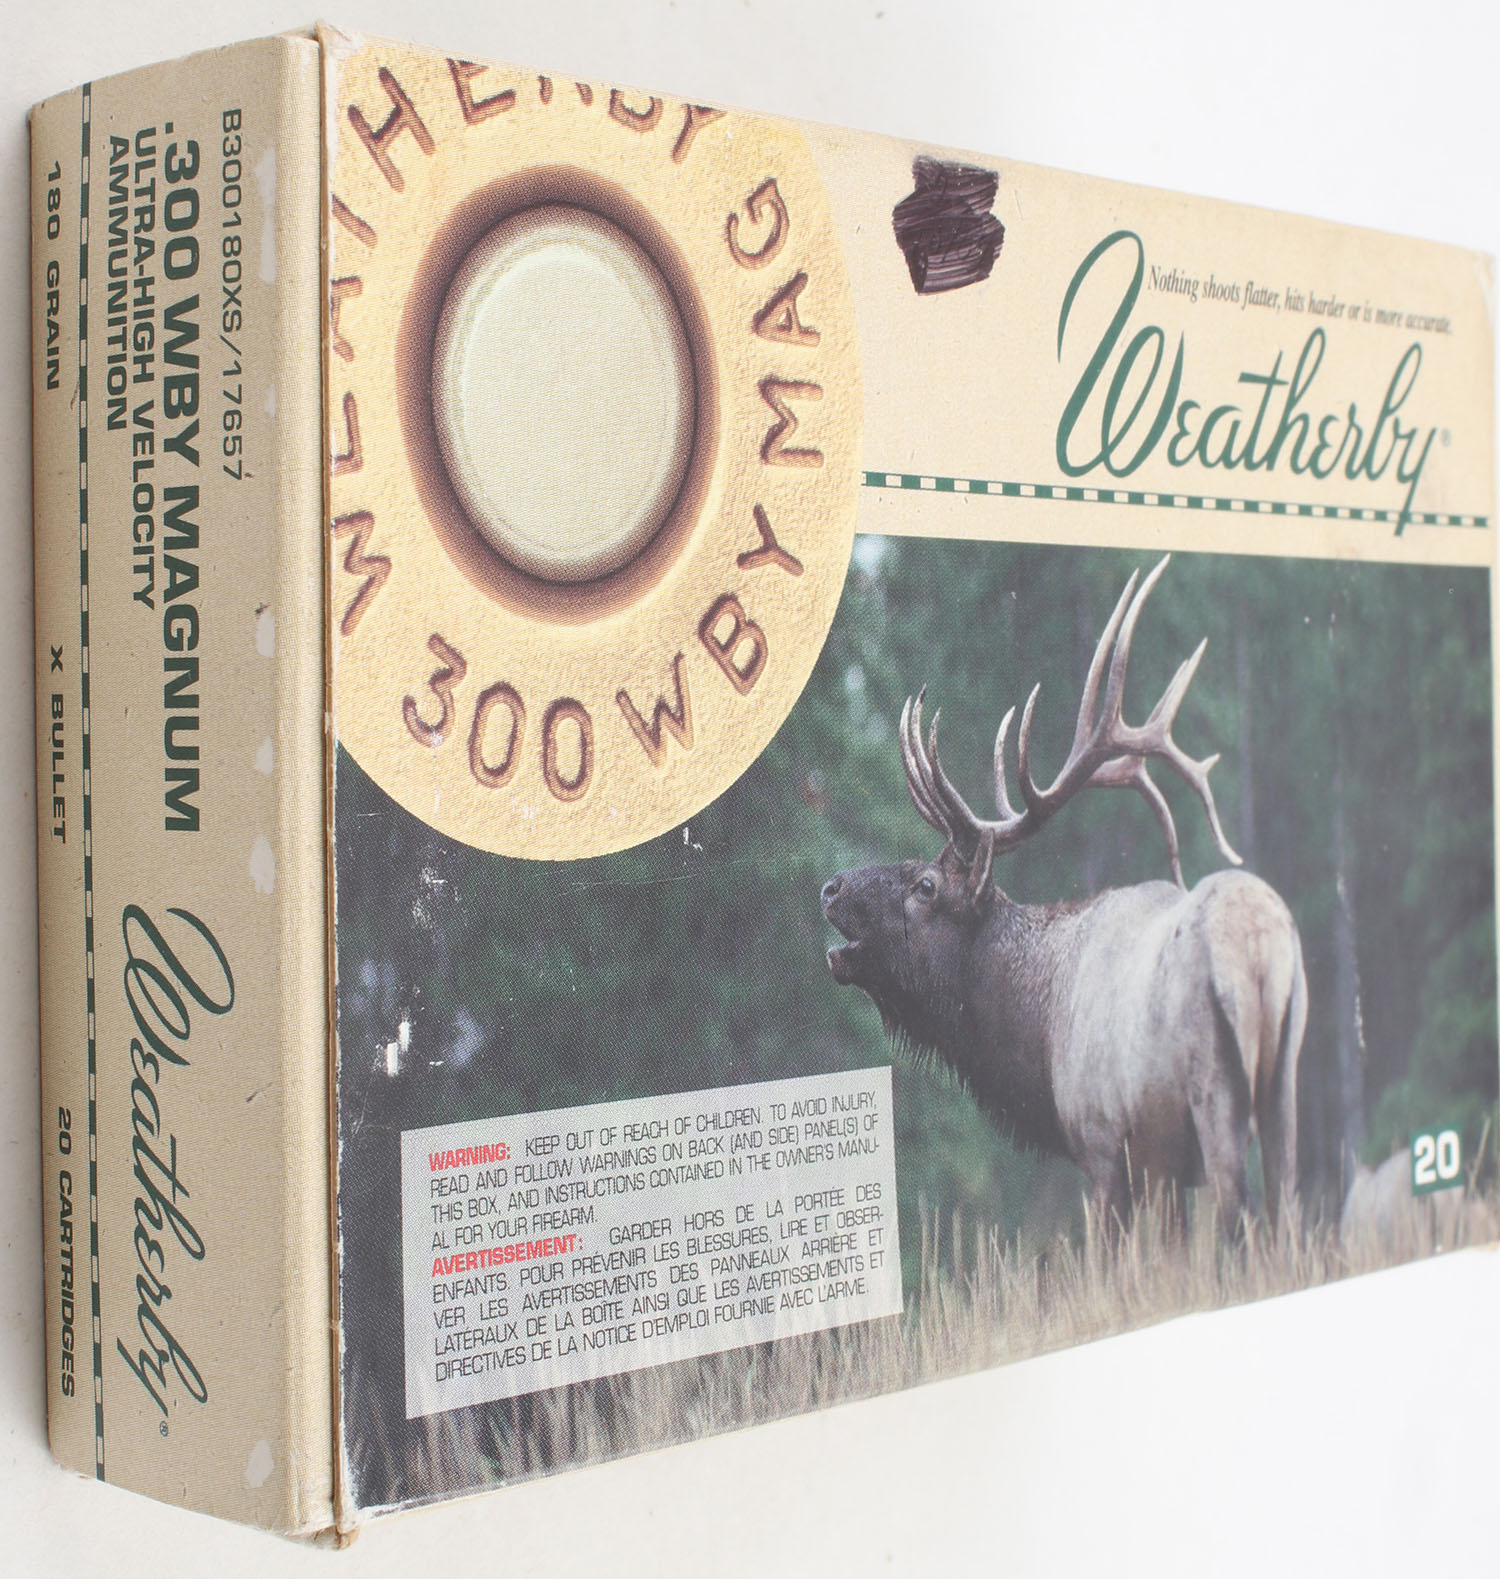 B300180XS/17657
.300 WBY MAGNUM
ULTRA-HIGH VELOCITY
AMMUNITION
Weatherby®
180 GRAIN X BULLET 20 CARTRIDGES
WEATHERBY
300 WBY MAG
Nothing shoots flatter, hits harder or is more accurate.
Weatherby®
WARNING: KEEP OUT OF REACH OF CHILDREN. TO AVOID INJURY,
READ AND FOLLOW WARNINGS ON BACK (AND SIDE) PANEL(S) OF
THIS BOX, AND INSTRUCTIONS CONTAINED IN THE OWNER'S MANU-
AL FOR YOUR FIREARM.
AVERTISSEMENT: GARDER HORS DE LA PORTÉE DES
ENFANTS. POUR PRÉVENIR LES BLESSURES, LIRE ET OBSER-
VER LES AVERTISSEMENTS DES PANNEAUX ARRIÈRE ET
LATÉRAUX DE LA BOÎTE AINSI QUE LES AVERTISSEMENTS ET
DIRECTIVES DE LA NOTICE D'EMPLOI FOURNIE AVEC L'ARME.
20